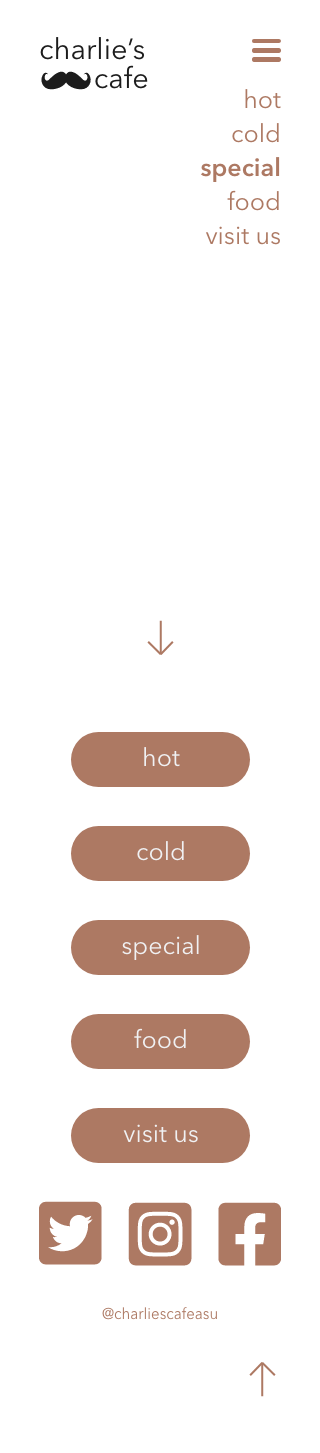 charlie’s
cafe
hot
cold
special
food
visit us
hot
cold
special
food
visit us
@charliescafeasu